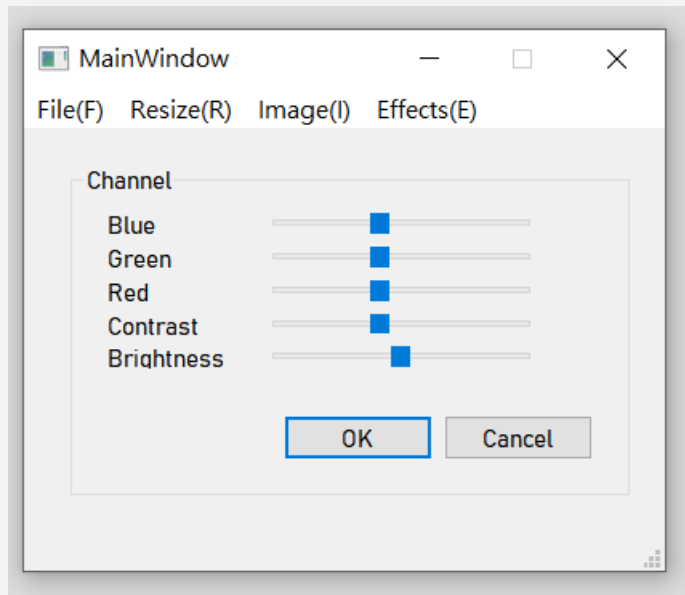 MainWindow
File(F) Resize(R) Image(I) Effects(E)
Channel
Blue
Green
Red
Contrast
Brightness
OK Cancel